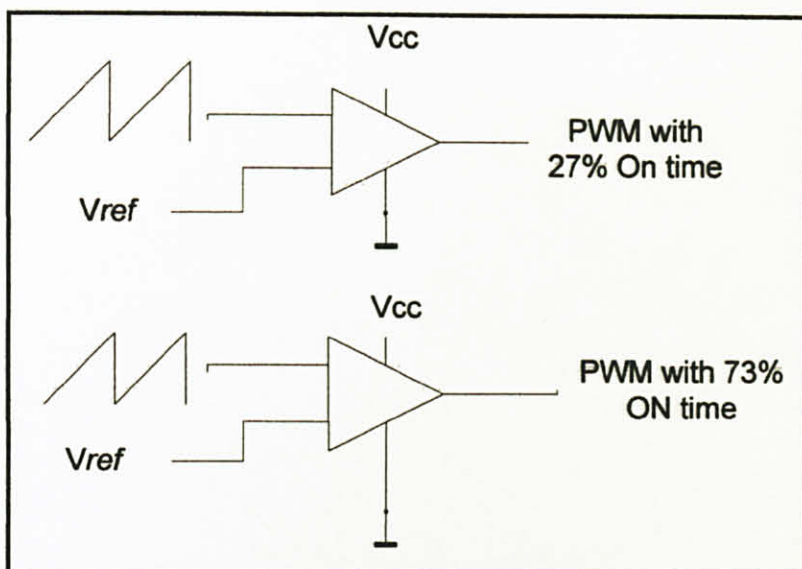 Vcc
PWM with
27% On time
Vref
Vcc
PWM with 73%
ON time
Vref